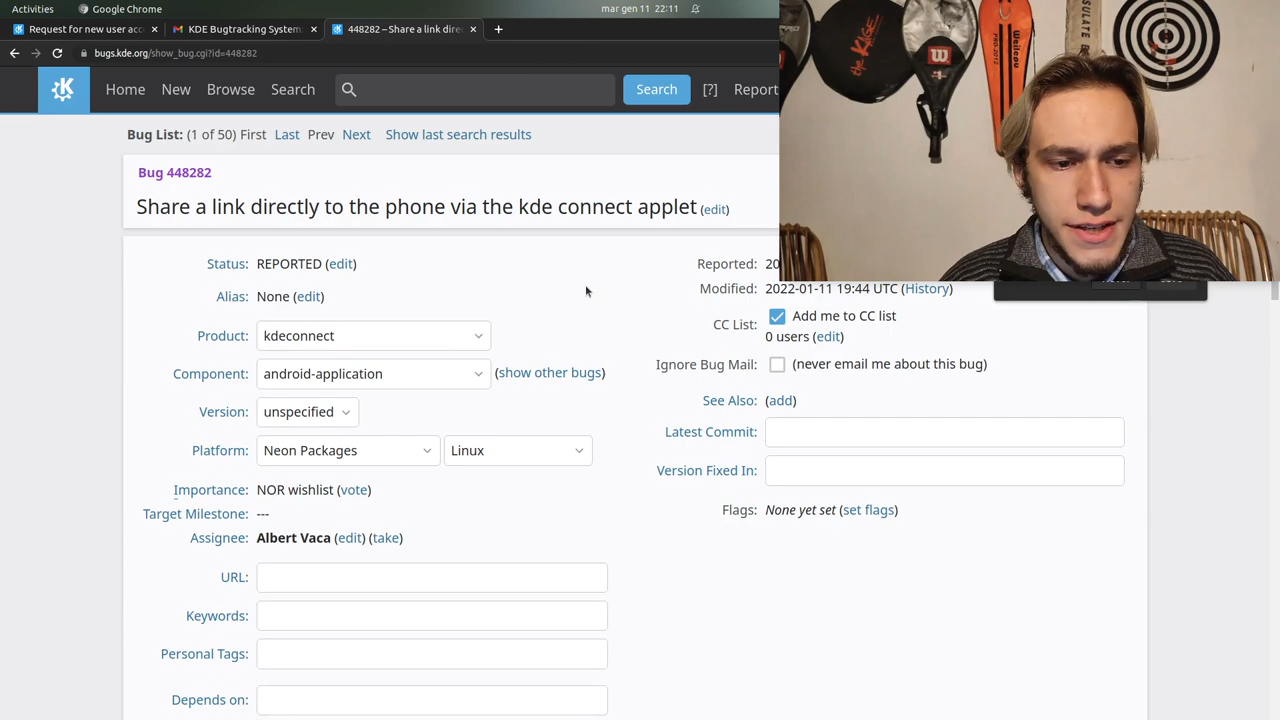 Activities Google Chrome mar gen 11 22:11
Request for new user acc × KDE Bugtracking System × 448282 – Share a link dire × +
bugs.kde.org/show_bug.cgi?id=448282
Home New Browse Search Search [?] Report
Bug List: (1 of 50) First Last Prev Next Show last search results
Bug 448282
Share a link directly to the phone via the kde connect applet (edit)
Status: REPORTED (edit)
Reported: 20
Modified: 2022-01-11 19:44 UTC (History)
Alias: None (edit)
CC List: Add me to CC list
0 users (edit)
Product: kdeconnect
Ignore Bug Mail: (never email me about this bug)
Component: android-application (show other bugs)
See Also: (add)
Version: unspecified
Latest Commit:
Platform: Neon Packages Linux
Version Fixed In:
Importance: NOR wishlist (vote)
Flags: None yet set (set flags)
Target Milestone: ---
Assignee: Albert Vaca (edit) (take)
URL:
Keywords:
Personal Tags:
Depends on:
the KAGE
W
Weilepu
PRO-2012